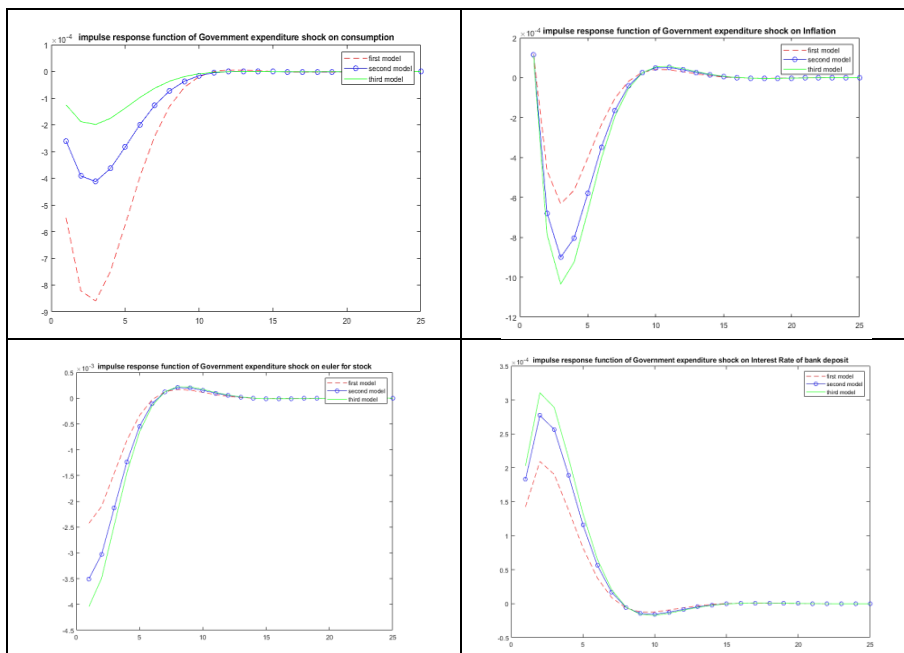 ×10-4 impulse response function of Government expenditure shock on consumption
1
0
-1
-2
-3
-4
-5
-6
-7
-8
-9
0 5 10 15 20 25
first model
second model
third model
×10-4 impulse response function of Government expenditure shock on Inflation
2
0
-2
-4
-6
-8
-10
-12
0 5 10 15 20 25
first model
second model
third model
×10-3 impulse response function of Government expenditure shock on euler for stock
0.5
0
-0.5
-1
-1.5
-2
-2.5
-3
-3.5
-4
-4.5
0 5 10 15 20 25
first model
second model
third model
×10-4 impulse response function of Government expenditure shock on Interest Rate of bank deposit
3.5
3
2.5
2
1.5
1
0.5
0
-0.5
0 5 10 15 20 25
first model
second model
third model